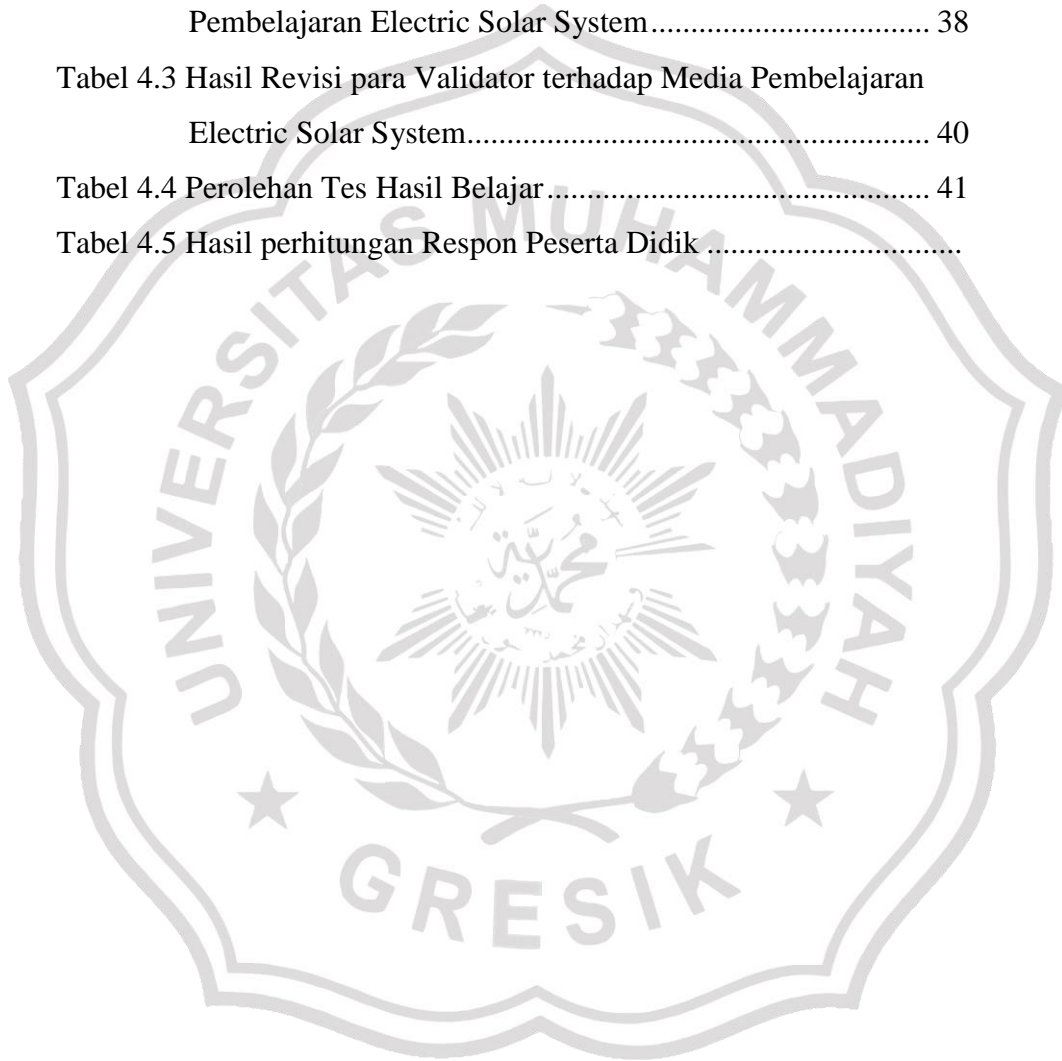 Pembelajaran Electric Solar System................................... 38
Tabel 4.3 Hasil Revisi para Validator terhadap Media Pembelajaran
Electric Solar System.......................................................... 40
Tabel 4.4 Perolehan Tes Hasil Belajar................................................ 41
Tabel 4.5 Hasil perhitungan Respon Peserta Didik ................................
UNIVERSITAS MUHAMMADIYAH
محمد
GRESIK